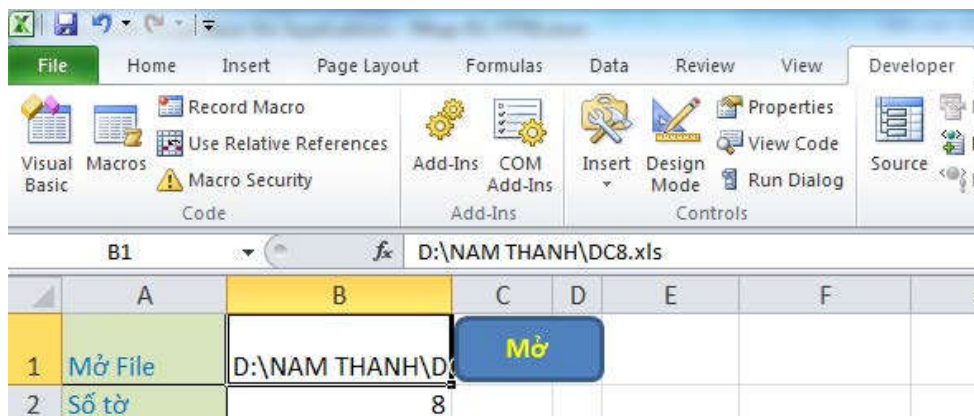 File Home Insert Page Layout Formulas Data Review View Developer
Visual Basic
Macros
Record Macro
Use Relative References
Macro Security
Code
Add-Ins
COM Add-Ins
Add-Ins
Insert
Design Mode
Properties
View Code
Run Dialog
Controls
Source
B1 fx D:\NAM THANH\DC8.xls
A B C D E F
1 Mở File D:\NAM THANH\D Mở
2 Số tờ 8